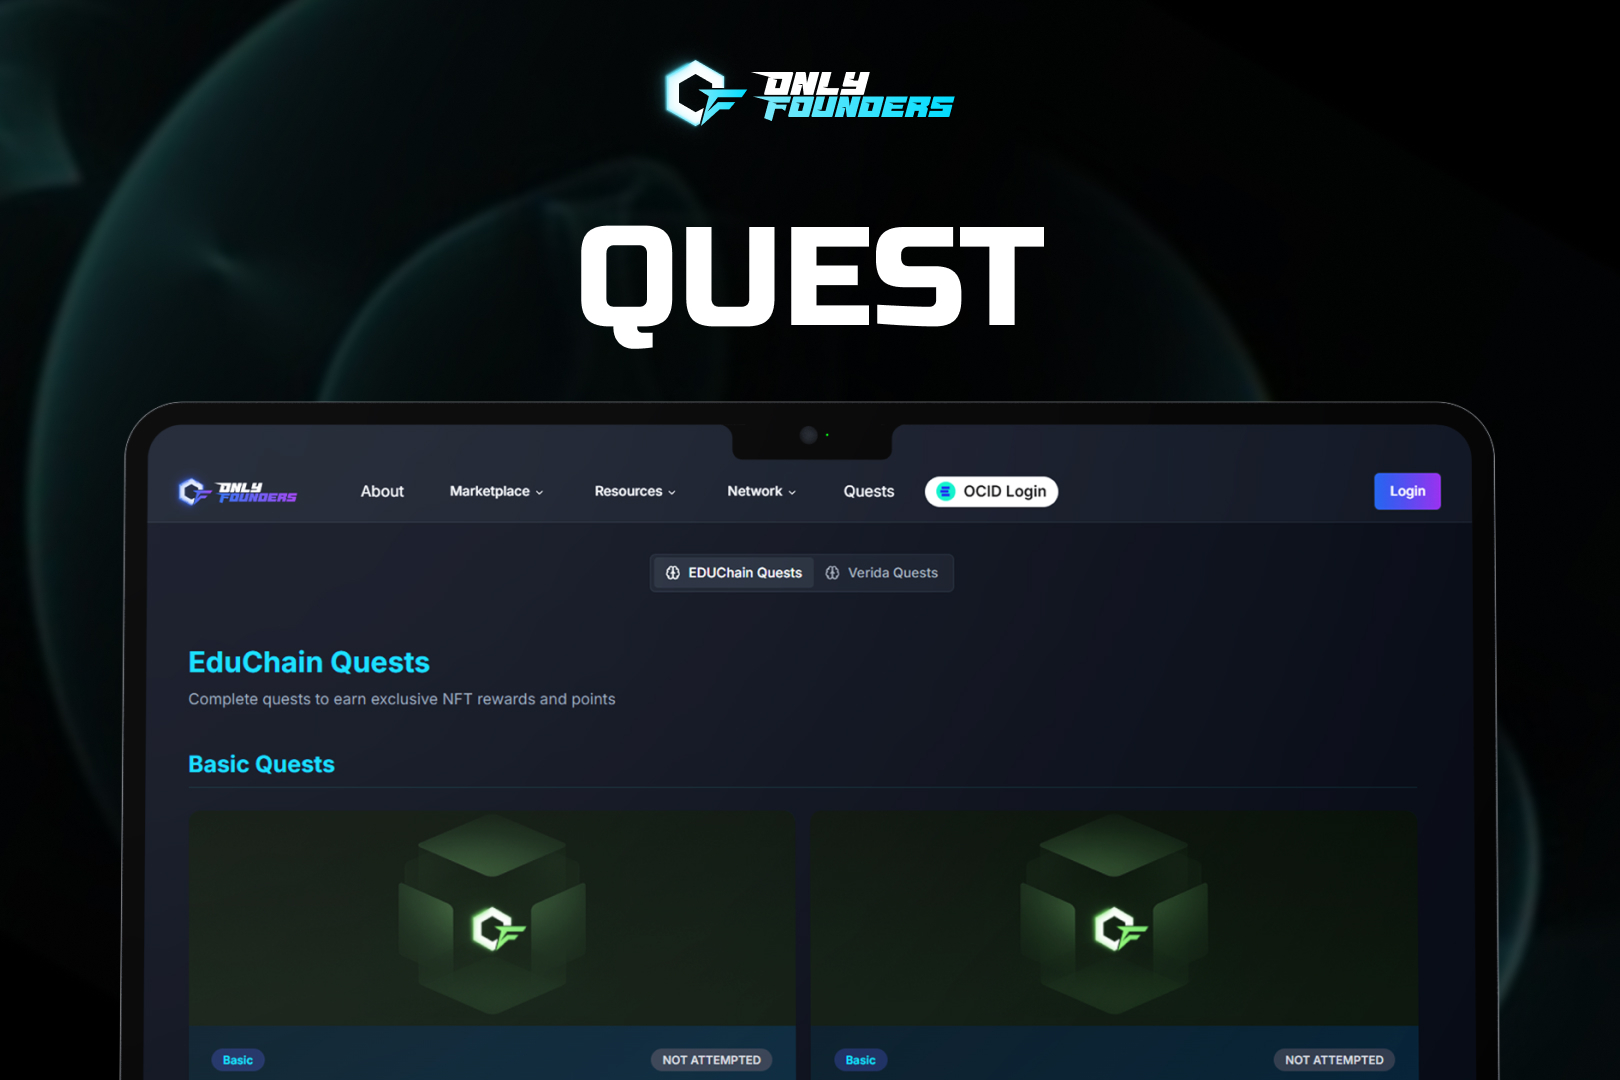 ONLY
FOUNDERS
QUEST
ONLY
FOUNDERS
About Marketplace Resources Network Quests OCID Login Login
EDUChain Quests Verida Quests
EduChain Quests
Complete quests to earn exclusive NFT rewards and points
Basic Quests
Basic NOT ATTEMPTED Basic NOT ATTEMPTED